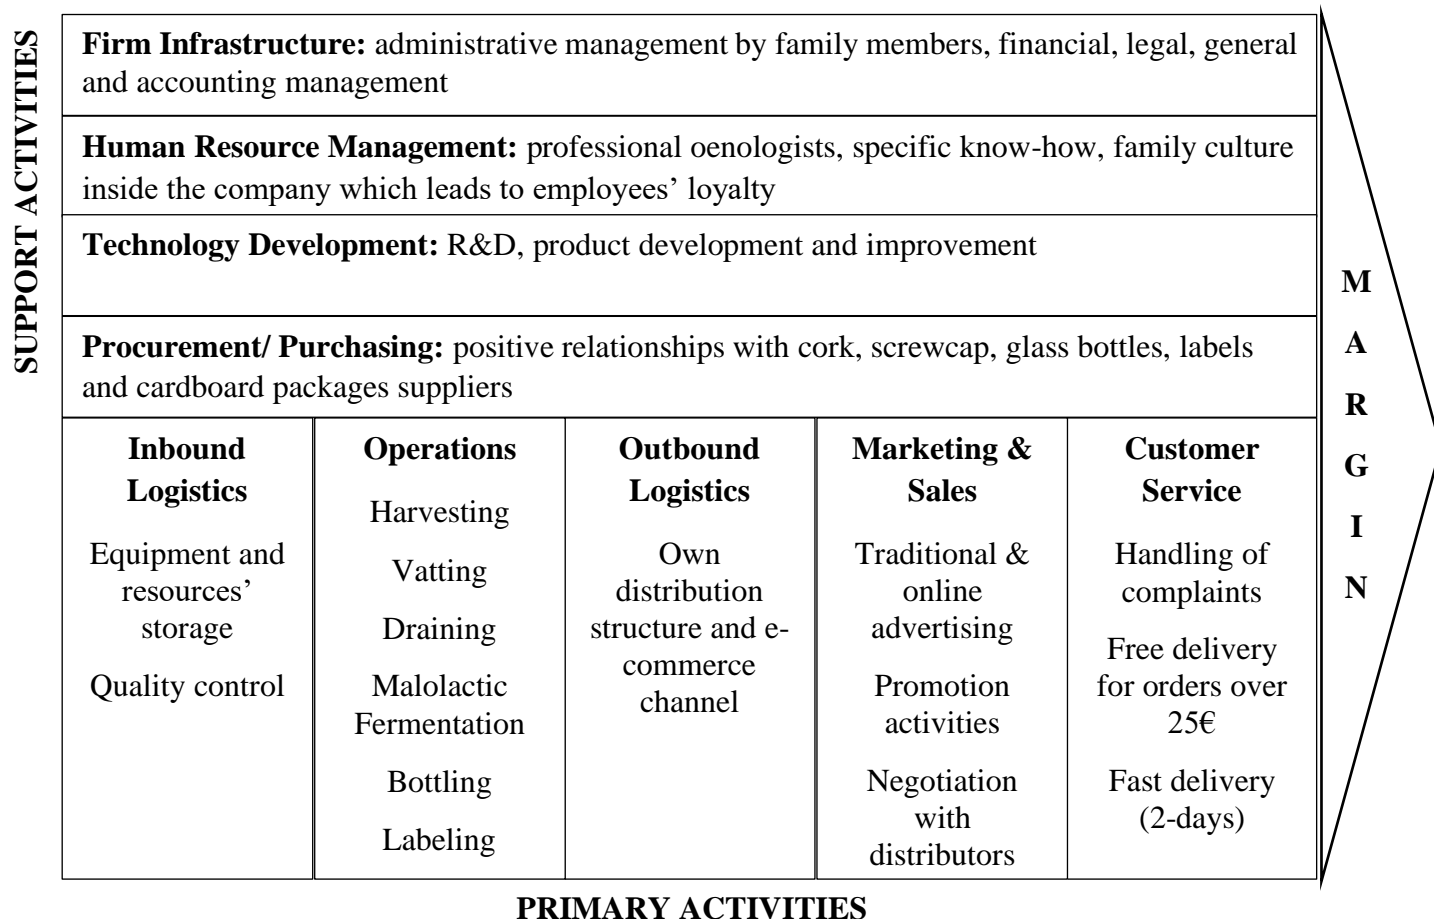 SUPPORT ACTIVITIES
Firm Infrastructure: administrative management by family members, financial, legal, general
and accounting management
Human Resource Management: professional oenologists, specific know-how, family culture
inside the company which leads to employees’ loyalty
Technology Development: R&D, product development and improvement
Procurement/ Purchasing: positive relationships with cork, screwcap, glass bottles, labels
and cardboard packages suppliers
Inbound
Logistics
Equipment and
resources’
storage
Quality control
Operations
Harvesting
Vatting
Draining
Malolactic
Fermentation
Bottling
Labeling
Outbound
Logistics
Own
distribution
structure and e-
commerce
channel
Marketing &
Sales
Traditional &
online
advertising
Promotion
activities
Negotiation
with
distributors
Customer
Service
Handling of
complaints
Free delivery
for orders over
25€
Fast delivery
(2-days)
M
A
R
G
I
N
PRIMARY ACTIVITIES